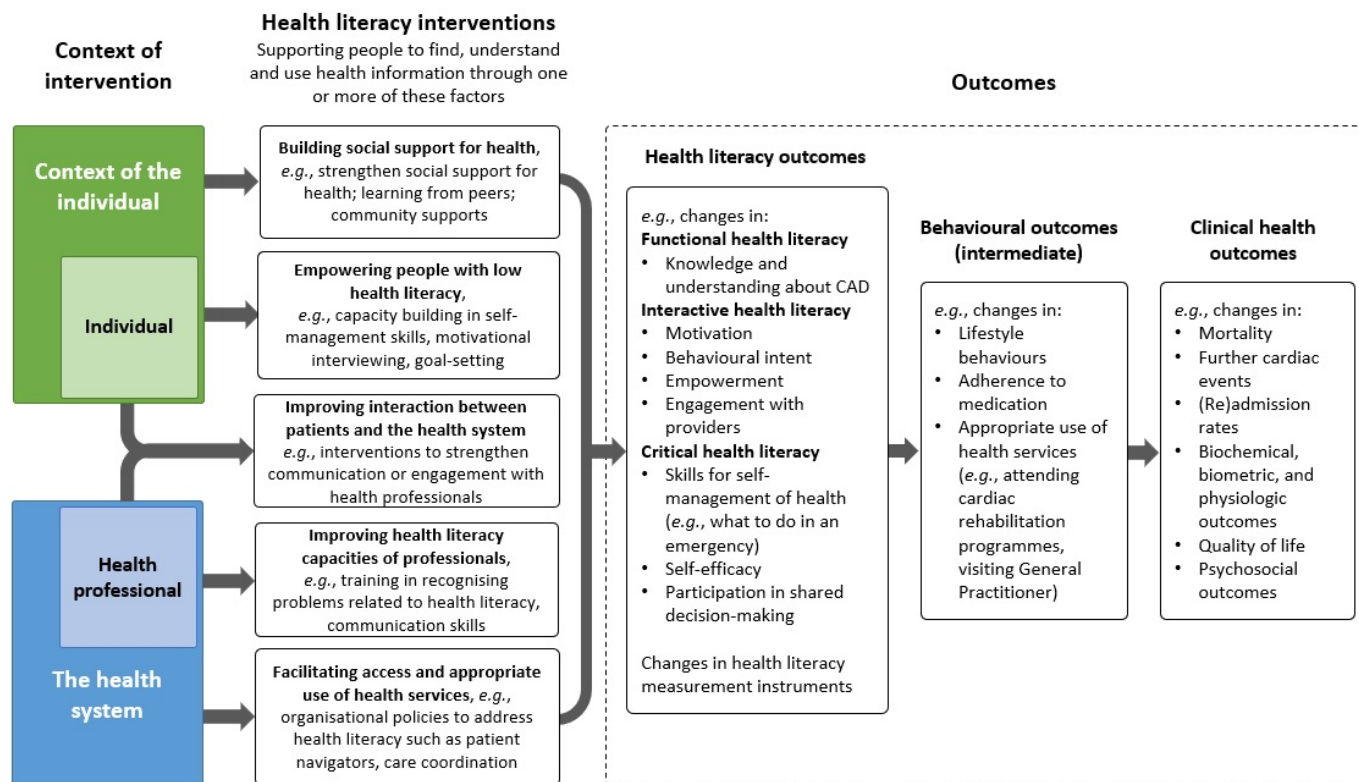 Context of
intervention
Health literacy interventions
Supporting people to find, understand
and use health information through one
or more of these factors
Outcomes
Context of the
individual
Individual
Health
professional
The health
system
Building social support for health,
e.g., strengthen social support for
health; learning from peers;
community supports
Empowering people with low
health literacy,
e.g., capacity building in self-
management skills, motivational
interviewing, goal-setting
Improving interaction between
patients and the health system
e.g., interventions to strengthen
communication or engagement with
health professionals
Improving health literacy
capacities of professionals,
e.g., training in recognising
problems related to health literacy,
communication skills
Facilitating access and appropriate
use of health services, e.g.,
organisational policies to address
health literacy such as patient
navigators, care coordination
Health literacy outcomes
e.g., changes in:
Functional health literacy
• Knowledge and
understanding about CAD
Interactive health literacy
• Motivation
• Behavioural intent
• Empowerment
• Engagement with
providers
Critical health literacy
• Skills for self-
management of health
(e.g., what to do in an
emergency)
• Self-efficacy
• Participation in shared
decision-making
Changes in health literacy
measurement instruments
Behavioural outcomes
(intermediate)
e.g., changes in:
• Lifestyle
behaviours
• Adherence to
medication
• Appropriate use of
health services
(e.g., attending
cardiac
rehabilitation
programmes,
visiting General
Practitioner)
Clinical health
outcomes
e.g., changes in:
• Mortality
• Further cardiac
events
• (Re)admission
rates
• Biochemical,
biometric, and
physiologic
outcomes
• Quality of life
• Psychosocial
outcomes